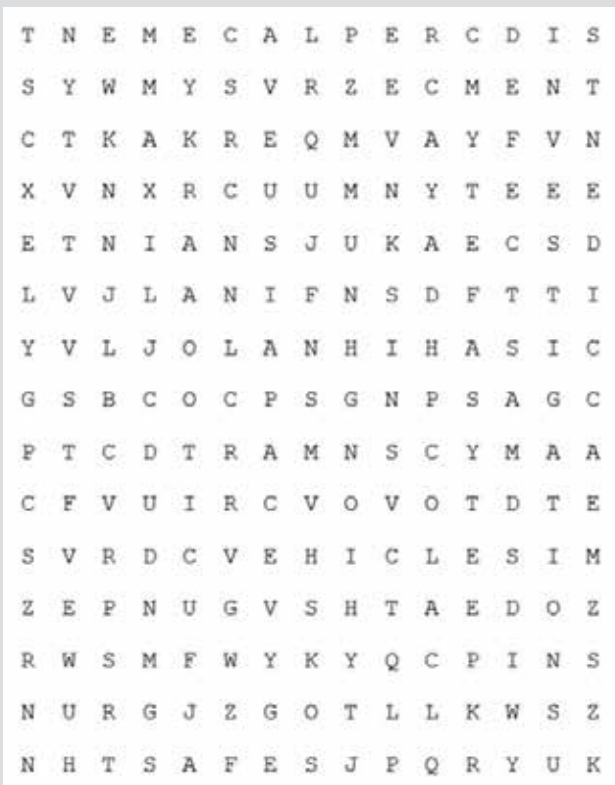 T N E M E C A L P E R C D I S
S Y W M Y S V R Z E C M E N T
C T K A K R E Q M V A Y F V N
X V N X R C U U M N Y T E E E
E T N I A N S J U K A E C S D
L V J L A N I F N S D F T T I
Y V L J O L A N H I H A S I C
G S B C O C P S G N P S A G C
P T C D T R A M N S C Y M A A
C F V U I R C V O V O T D T E
S V R D C V E H I C L E S I M
Z E P N U G V S H T A E D O Z
R W S M F W Y K Y Q C P I N S
N U R G J Z G O T L L K W S Z
N H T S A F E S J P Q R Y U K